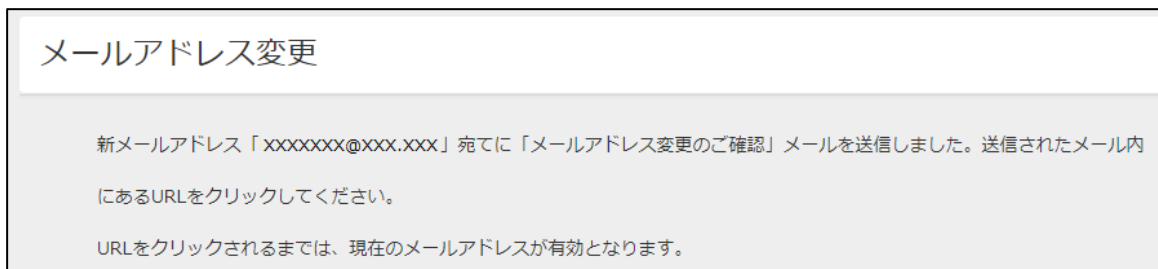 メールアドレス変更
新メールアドレス「 XXXXXXX@XXX.XXX」宛てに「メールアドレス変更のご確認」メールを送信しました。送信されたメール内
にあるURLをクリックしてください。
URLをクリックされるまでは、現在のメールアドレスが有効となります。